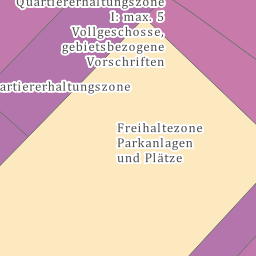 Quartiererhaltungszone
I: max. 5
Vollgeschosse,
gebietsbezogene
Vorschriften
artiererhaltungszone
Freihaltezone
Parkanlagen
und Plätze